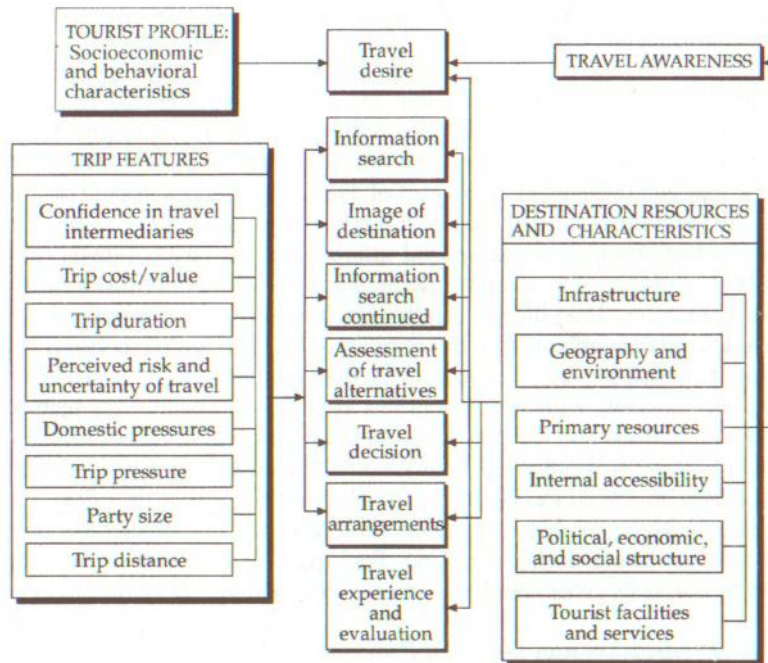 TOURIST PROFILE:
Socioeconomic
and behavioral
characteristics
Travel
desire
TRAVEL AWARENESS
TRIP FEATURES
Confidence in travel
intermediaries
Trip cost/value
Trip duration
Perceived risk and
uncertainty of travel
Domestic pressures
Trip pressure
Party size
Trip distance
Information
search
Image of
destination
Information
search
continued
Assessment
of travel
alternatives
Travel
decision
Travel
arrangements
Travel
experience
and
evaluation
DESTINATION RESOURCES
AND CHARACTERISTICS
Infrastructure
Geography and
environment
Primary resources
Internal accessibility
Political, economic,
and social structure
Tourist facilities
and services